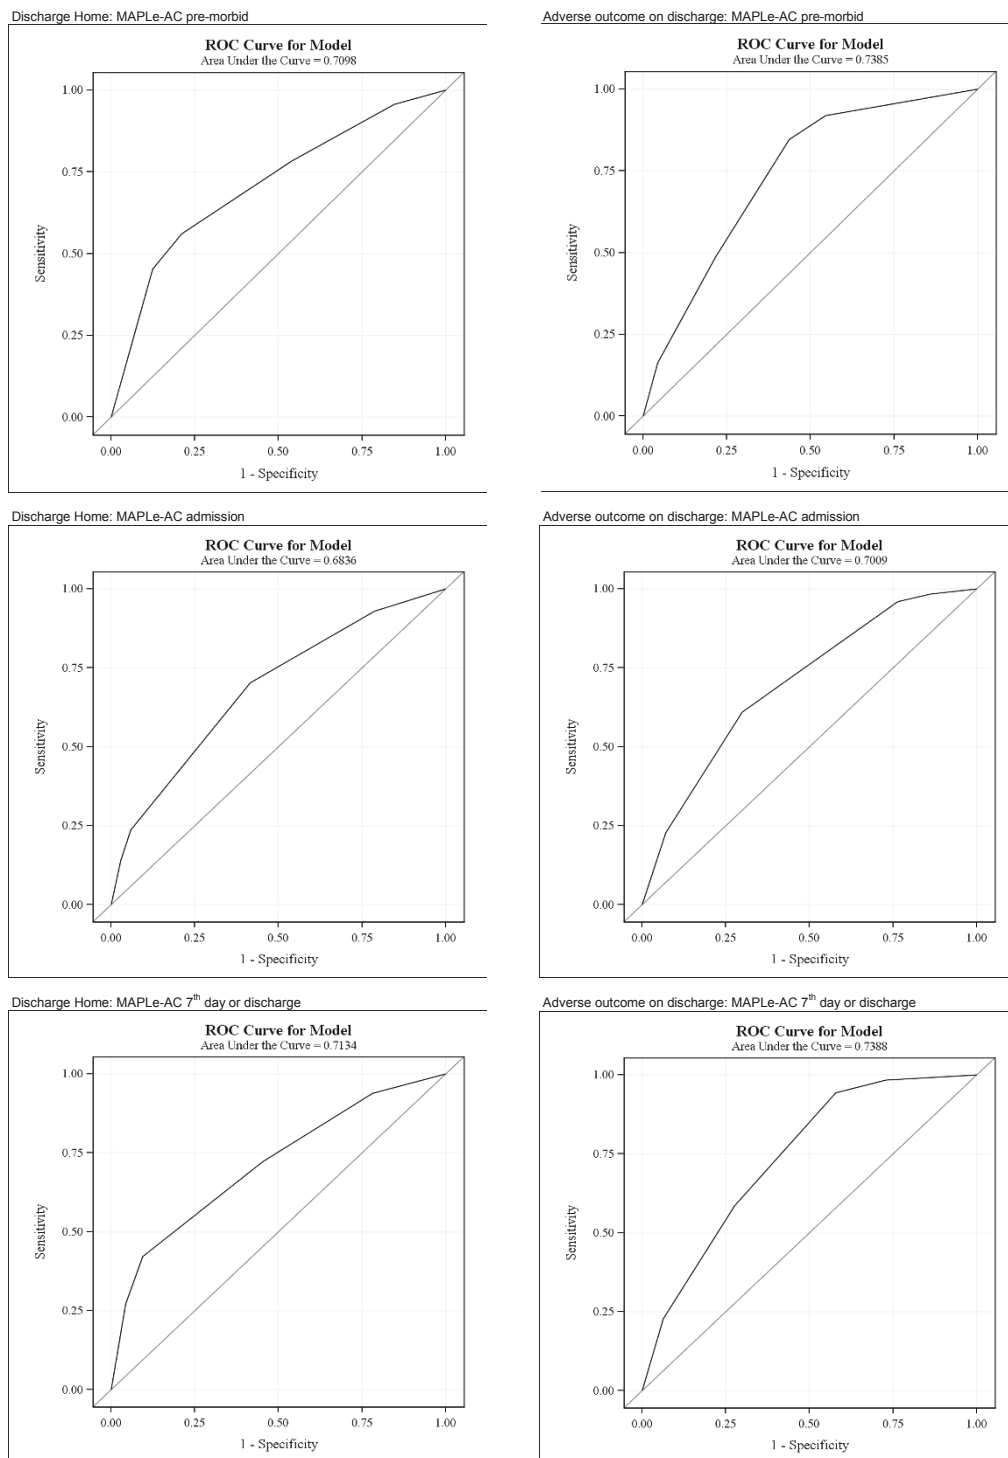 Discharge Home: MAPLe-AC pre-morbid
ROC Curve for Model
Area Under the Curve = 0.7098
1.00
0.75
0.50
0.25
0.00
Sensitivity
0.00 0.25 0.50 0.75 1.00
1 - Specificity
Adverse outcome on discharge: MAPLe-AC pre-morbid
ROC Curve for Model
Area Under the Curve = 0.7385
1.00
0.75
0.50
0.25
0.00
Sensitivity
0.00 0.25 0.50 0.75 1.00
1 - Specificity
Discharge Home: MAPLe-AC admission
ROC Curve for Model
Area Under the Curve = 0.6836
1.00
0.75
0.50
0.25
0.00
Sensitivity
0.00 0.25 0.50 0.75 1.00
1 - Specificity
Adverse outcome on discharge: MAPLe-AC admission
ROC Curve for Model
Area Under the Curve = 0.7009
1.00
0.75
0.50
0.25
0.00
Sensitivity
0.00 0.25 0.50 0.75 1.00
1 - Specificity
Discharge Home: MAPLe-AC 7th day or discharge
ROC Curve for Model
Area Under the Curve = 0.7134
1.00
0.75
0.50
0.25
0.00
Sensitivity
0.00 0.25 0.50 0.75 1.00
1 - Specificity
Adverse outcome on discharge: MAPLe-AC 7th day or discharge
ROC Curve for Model
Area Under the Curve = 0.7388
1.00
0.75
0.50
0.25
0.00
Sensitivity
0.00 0.25 0.50 0.75 1.00
1 - Specificity